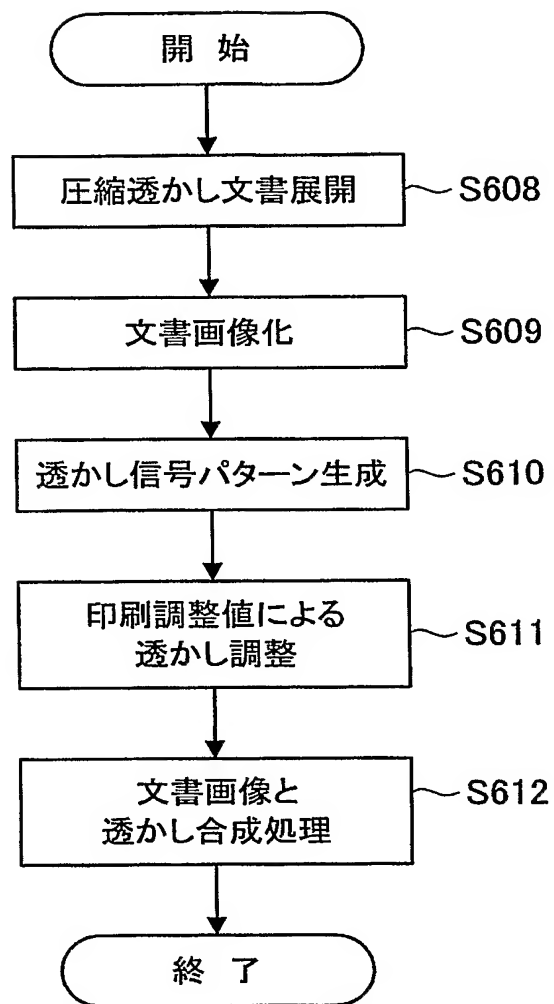 開 始
圧縮透かし文書展開
S608
文書画像化
S609
透かし信号パターン生成
S610
印刷調整値による
透かし調整
S611
文書画像と
透かし合成処理
S612
終 了